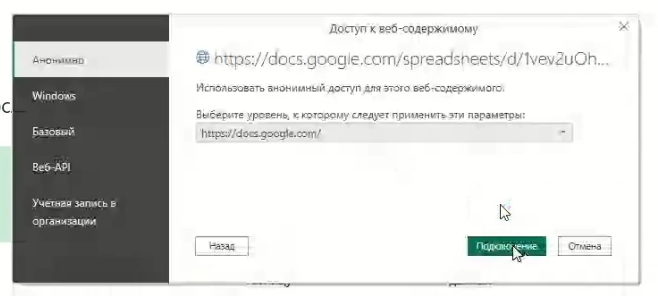 Доступ к веб-содержимому
Анонимно
https://docs.google.com/spreadsheets/d/1vev2uOh...
Использовать анонимный доступ для этого веб-содержимого.
Windows
Выберите уровень, к которому следует применить эти параметры:
https://docs.google.com/
Базовый
Веб-API
Учетная запись в
организации
Назад
Подключение
Отмена